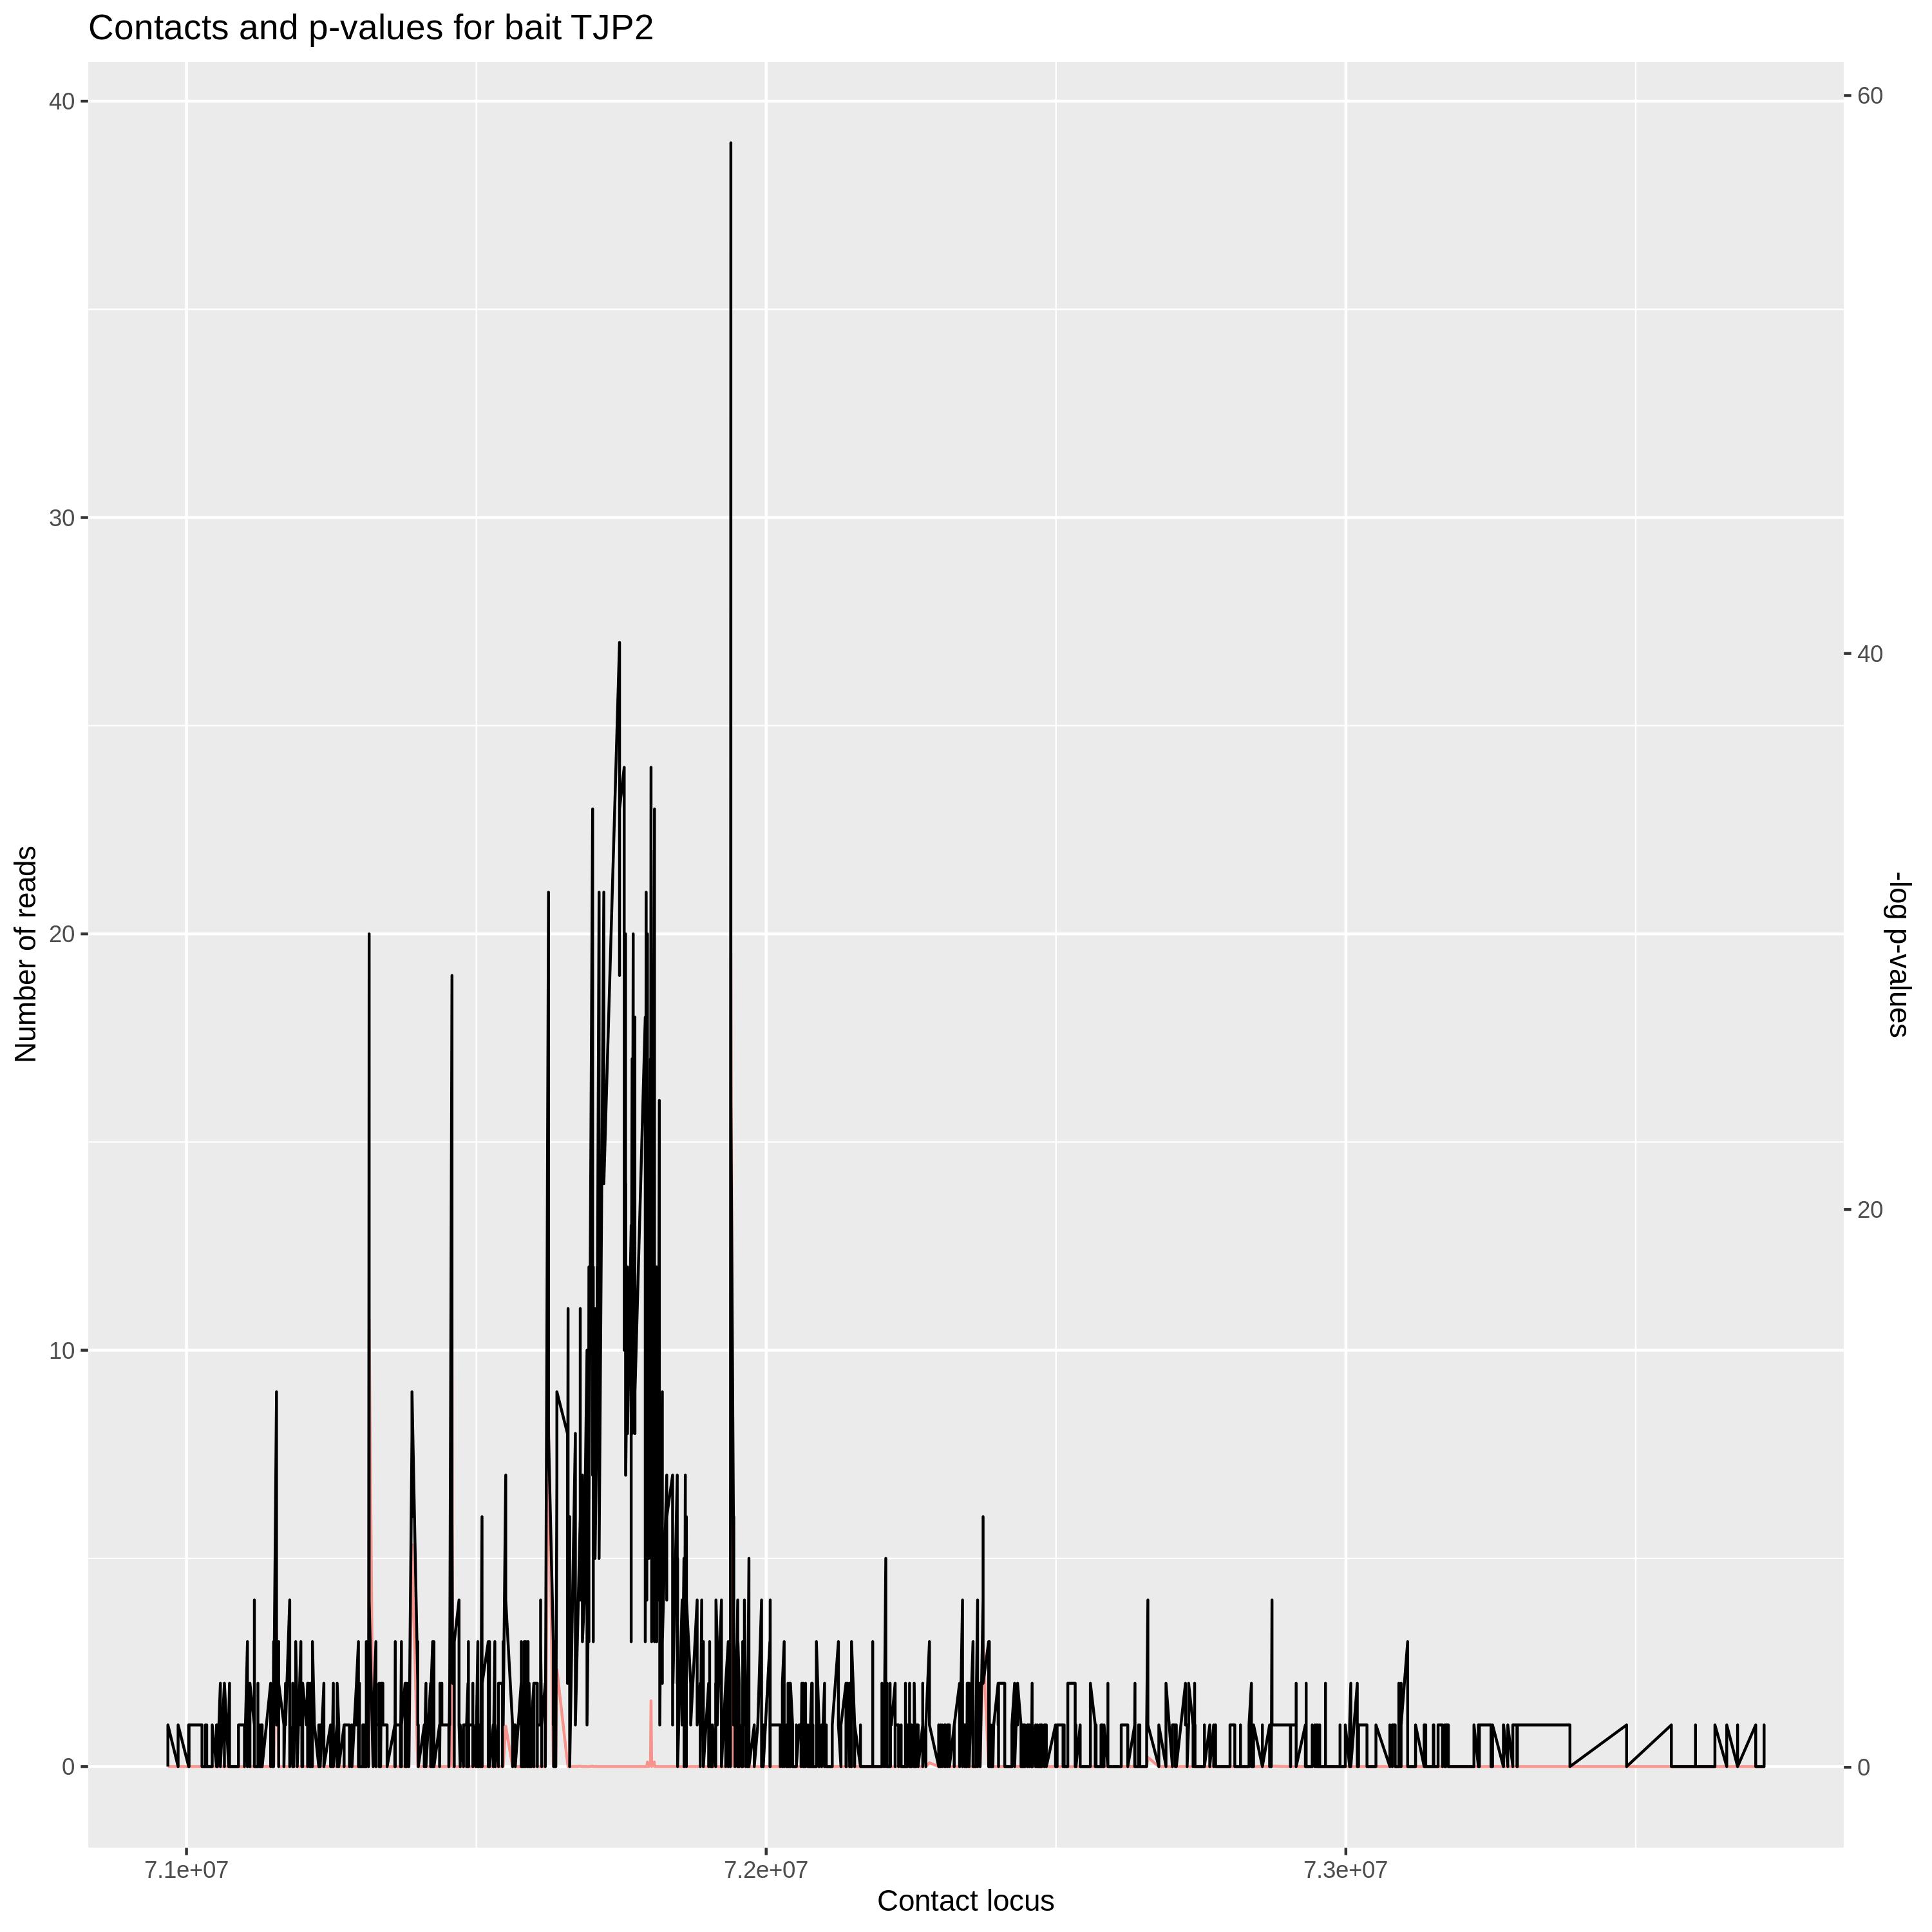 Contacts and p-values for bait TJP2
40
30
20
10
0
60
40
20
0
7.1e+07
7.2e+07
7.3e+07
Number of reads
-log p-values
Contact locus